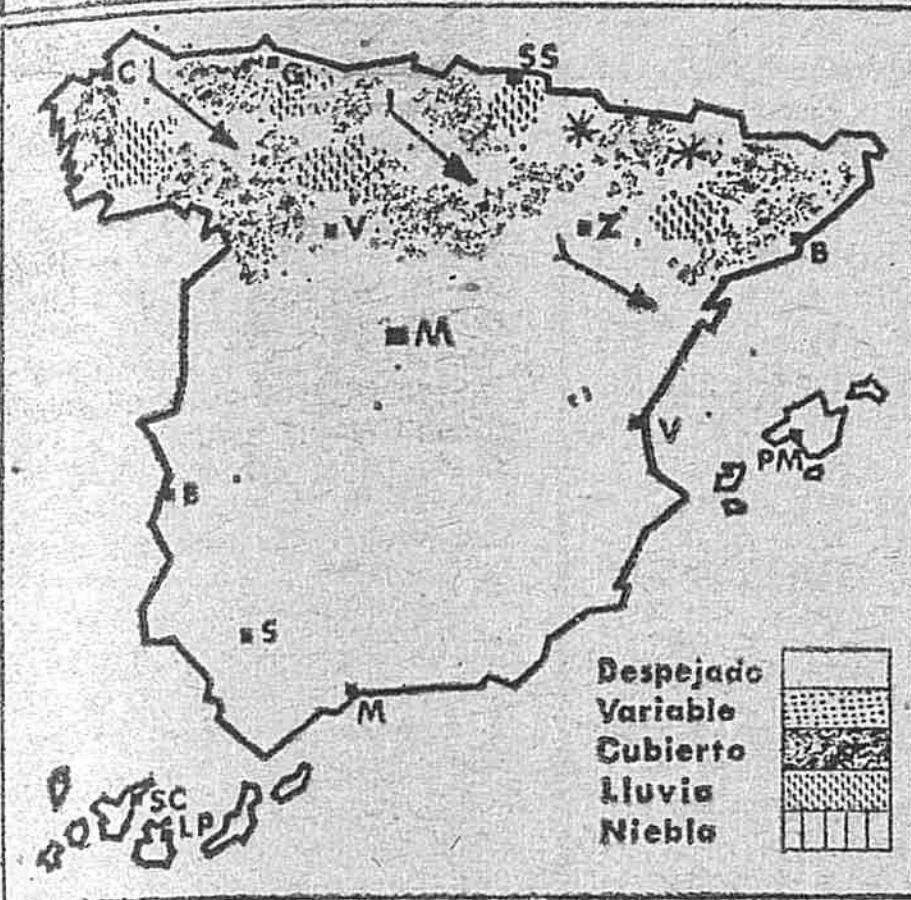 SS
C
G
V
Z
B
M
V
PM
B
S
M
SC
LP
Despejado
Variable
Cubierto
Lluvia
Niebla